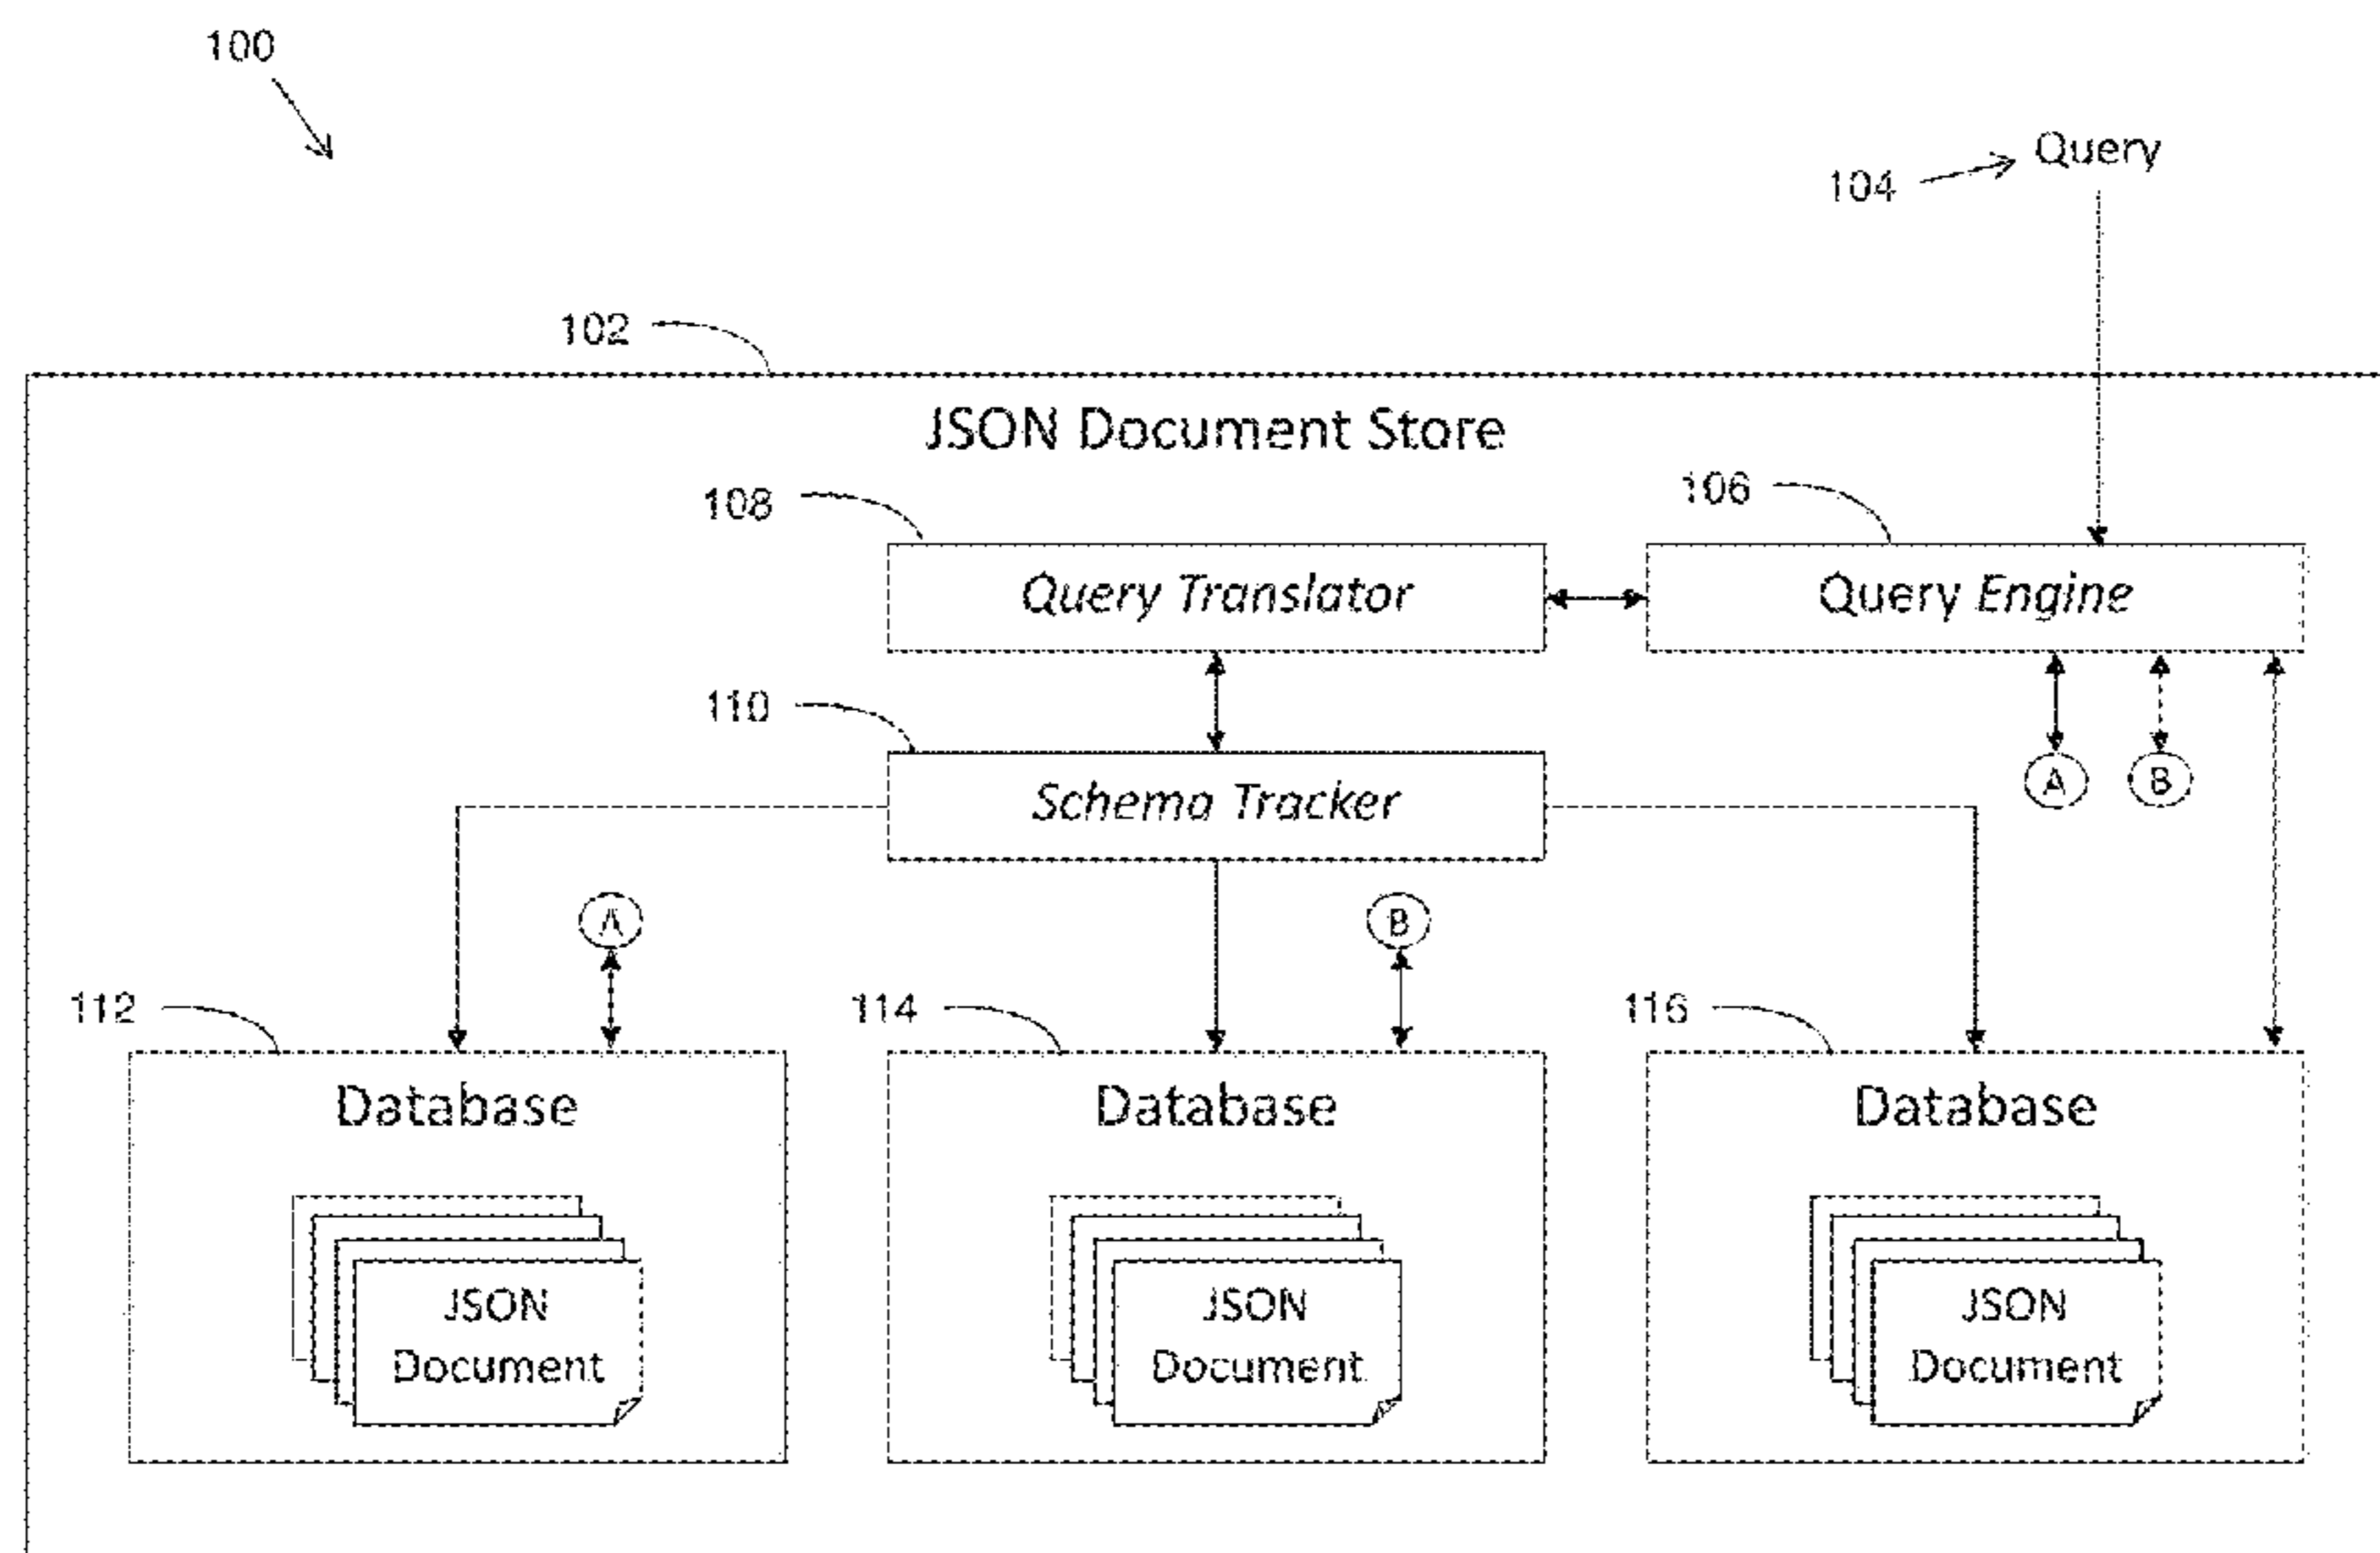 100
Query
104
102
JSON Document Store
108
106
Query Translator
Query Engine
110
A
B
Schema Tracker
A
B
112
114
116
Database
Database
Database
JSON
Document
JSON
Document
JSON
Document